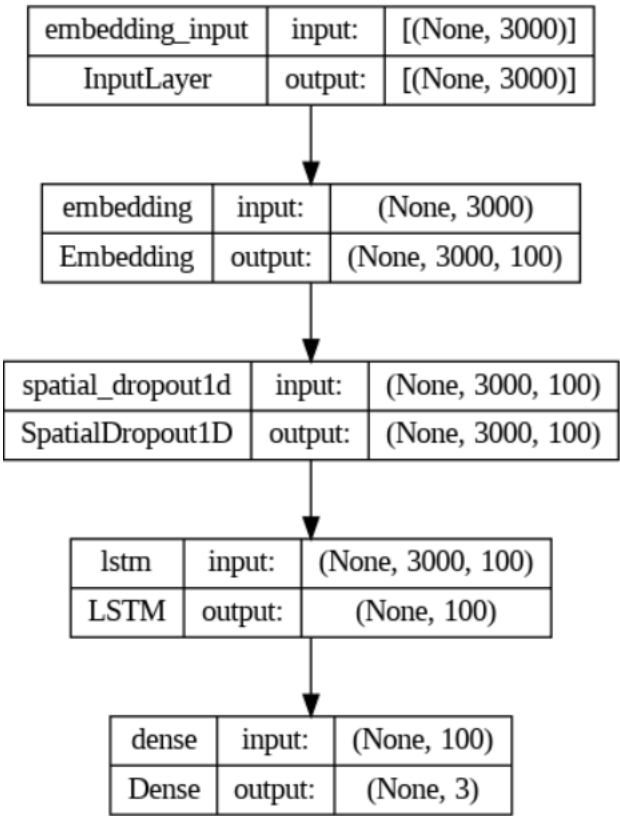 embedding_input input: [(None, 3000)]
InputLayer output: [(None, 3000)]
embedding input: (None, 3000)
Embedding output: (None, 3000, 100)
spatial_dropout1d input: (None, 3000, 100)
SpatialDropout1D output: (None, 3000, 100)
lstm input: (None, 3000, 100)
LSTM output: (None, 100)
dense input: (None, 100)
Dense output: (None, 3)